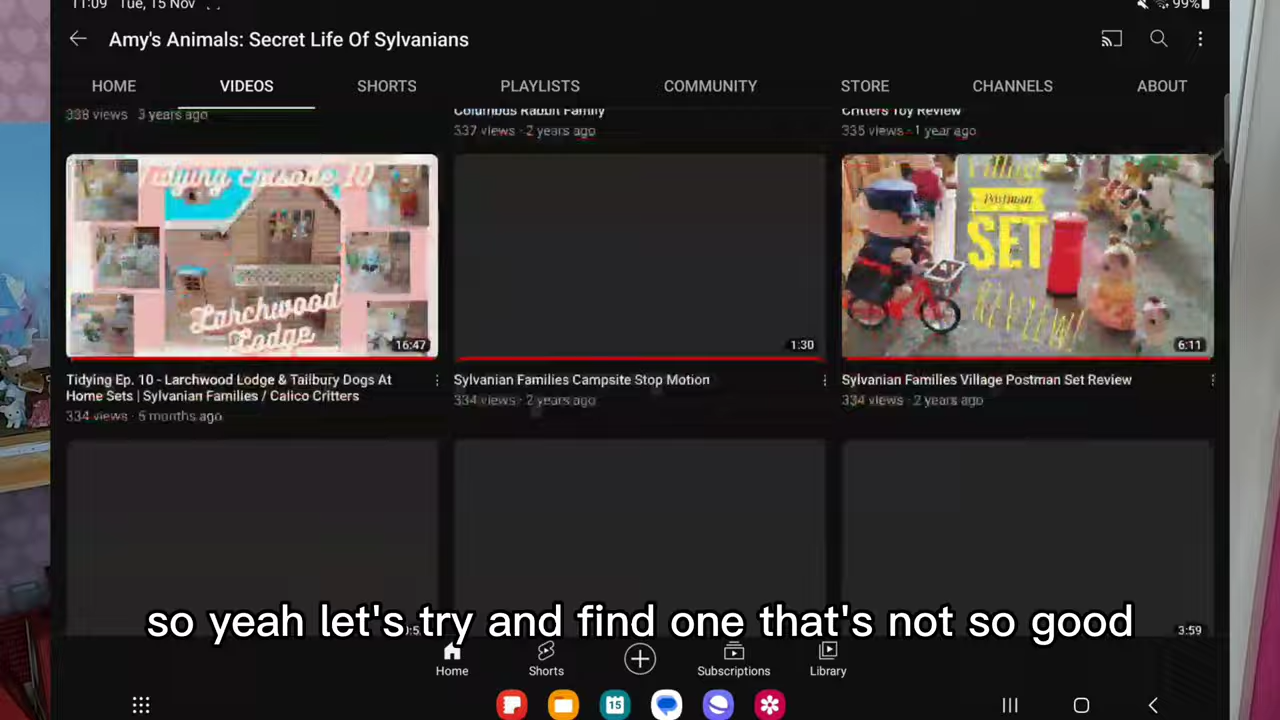 11:09 Tue, 15 Nov
99%
Amy's Animals: Secret Life Of Sylvanians
HOME VIDEOS SHORTS PLAYLISTS COMMUNITY STORE CHANNELS ABOUT
338 views 3 years ago
Columbus Rabbit Family
337 views · 2 years ago
Critters Toy Review
335 views · 1 year ago
Tidying Episode 10
Larchwood
Lodge
16:47
1:30
Village
Postman
SET
REVIEW!
6:11
Tidying Ep. 10 - Larchwood Lodge & Tailbury Dogs At
Home Sets | Sylvanian Families / Calico Critters
334 views · 5 months ago
Sylvanian Families Campsite Stop Motion
334 views · 2 years ago
Sylvanian Families Village Postman Set Review
334 views · 2 years ago
so yeah let's try and find one that's not so good
3:59
Home Shorts Subscriptions Library
15